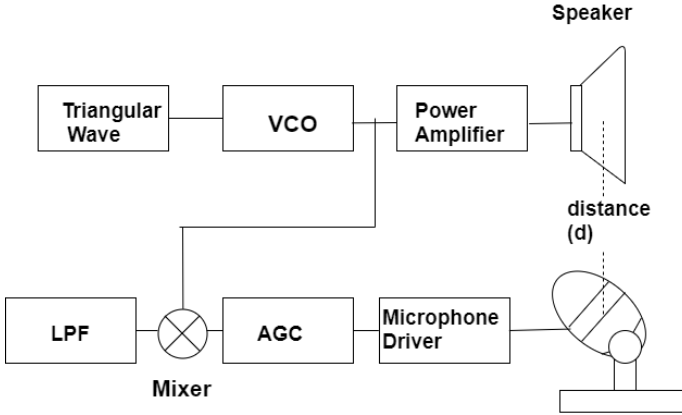 Speaker
Triangular
Wave
VCO
Power
Amplifier
distance
(d)
LPF
AGC
Microphone
Driver
Mixer